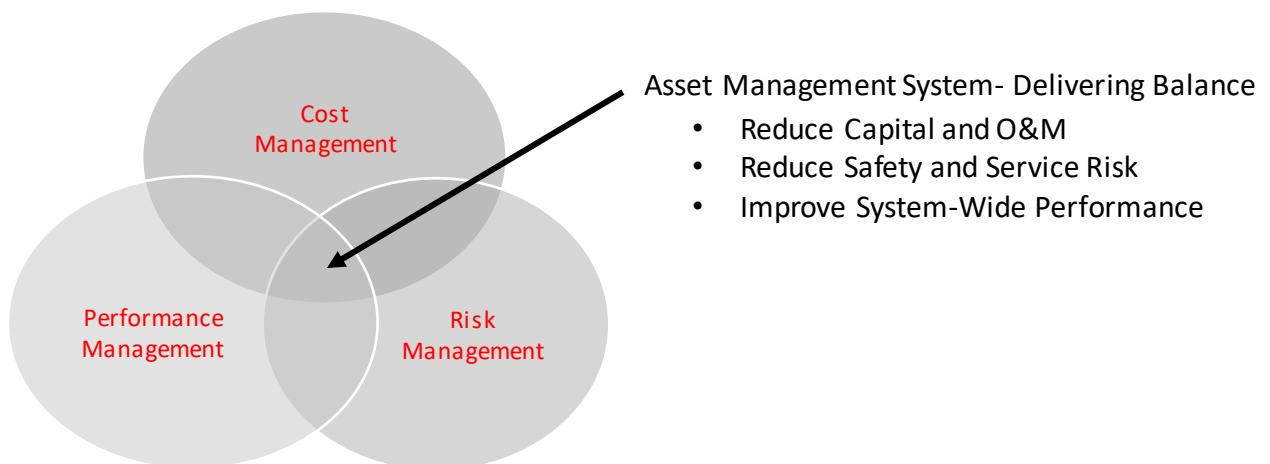 Cost
Management
Performance
Management
Risk
Management
Asset Management System- Delivering Balance
• Reduce Capital and O&M
• Reduce Safety and Service Risk
• Improve System-Wide Performance